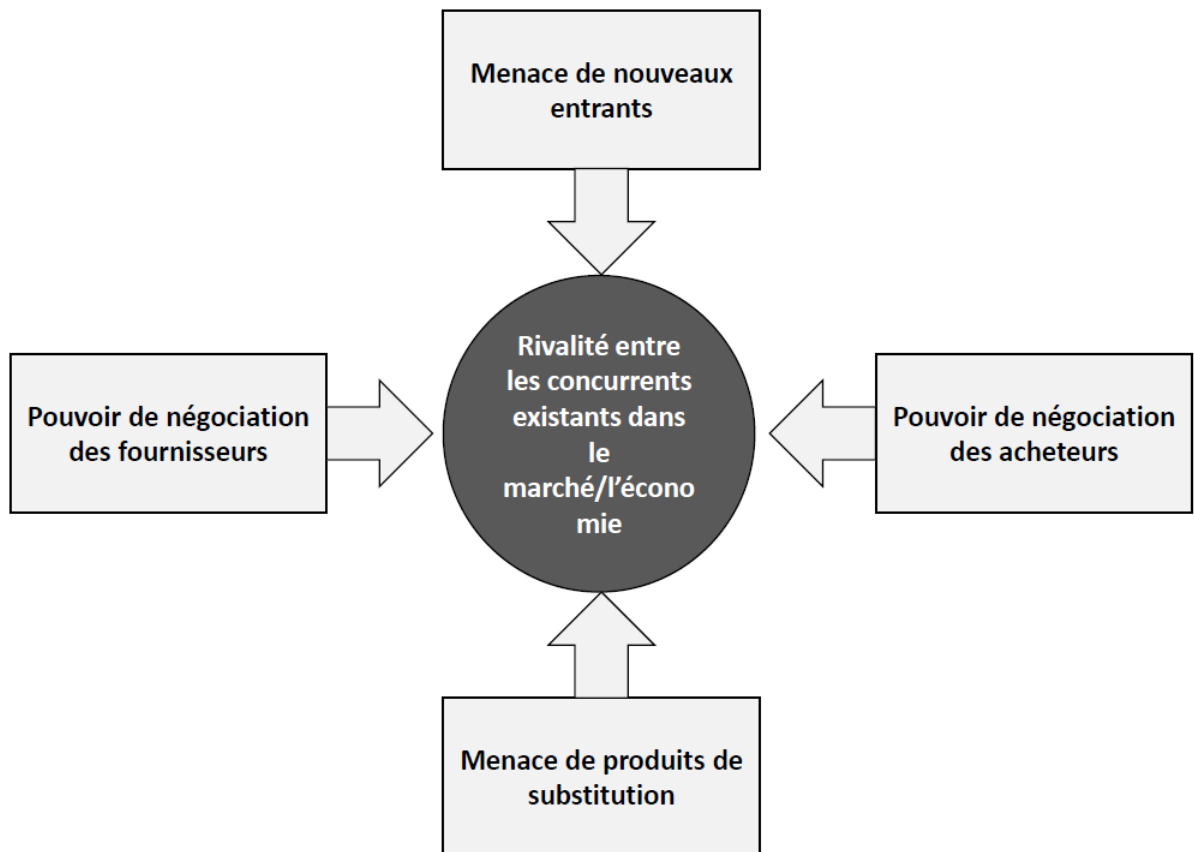 Menace de nouveaux
entrants
Rivalité entre
les concurrents
existants dans
le
marché/l’écono
mie
Pouvoir de négociation
des fournisseurs
Pouvoir de négociation
des acheteurs
Menace de produits de
substitution